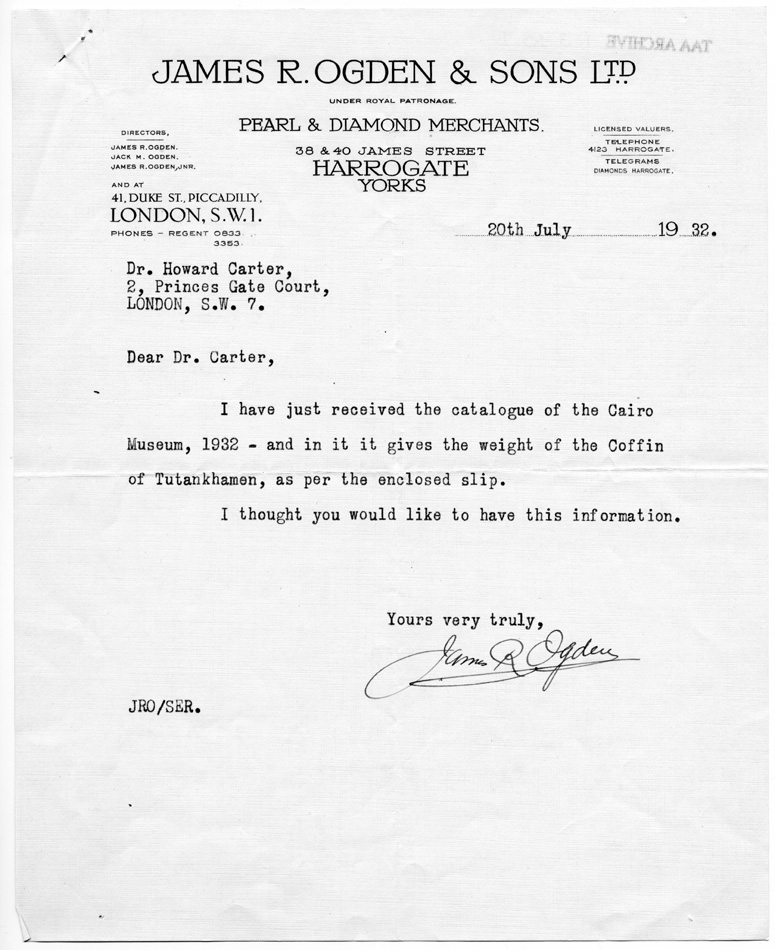 TAA ARCHIVE
JAMES R. OGDEN & SONS LTD.
UNDER ROYAL PATRONAGE.
PEARL & DIAMOND MERCHANTS.
38 & 40 JAMES STREET
HARROGATE
YORKS
DIRECTORS,
JAMES R. OGDEN.
JACK M. OGDEN.
JAMES R. OGDEN, JNR.
AND AT
41, DUKE ST., PICCADILLY,
LONDON, S.W.1.
PHONES – REGENT 0833
3353.
LICENSED VALUERS.
TELEPHONE
4123 HARROGATE.
TELEGRAMS
DIAMONDS HARROGATE.
20th July 19 32.
Dr. Howard Carter,
2, Princes Gate Court,
LONDON, S.W. 7.
Dear Dr. Carter,
I have just received the catalogue of the Cairo
Museum, 1932 - and in it it gives the weight of the Coffin
of Tutankhamen, as per the enclosed slip.
I thought you would like to have this information.
Yours very truly,
James R Ogden
JRO/SER.